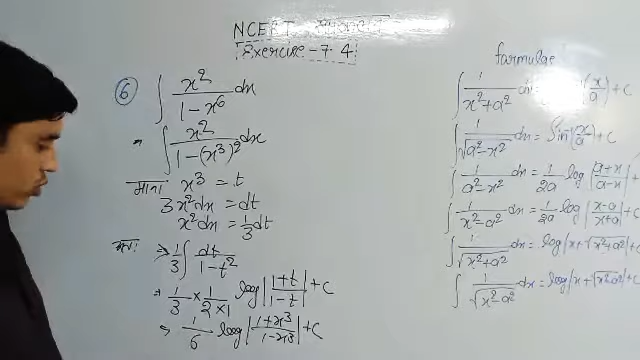 NCERT
Exercise-7.4
⑥ ∫ x²/(1-x⁶) dx
→ ∫ x²/(1-(x³)²) dx
माना x³ = t
3x²dx = dt
x²dx = 1/3 dt
→ 1/3 ∫ dt/(1-t²)
→ 1/3 × 1/(2×1) log|(1+t)/(1-t)| + C
→ 1/6 log|(1+x³)/(1-x³)| + C
formulae
∫ 1/(x²+a²) dx = (x/a) + C
∫ 1/√(a²-x²) dx = Sin⁻¹(x/a) + C
∫ 1/(a²-x²) dx = 1/2a log|(a+x)/(a-x)| +
∫ 1/(x²-a²) dx = 1/2a log|(x-a)/(x+a)| + C
∫ 1/√(x²+a²) dx = log|x+√(x²+a²)| + C
∫ 1/√(x²-a²) dx = log|x+√(x²-a²)| + C